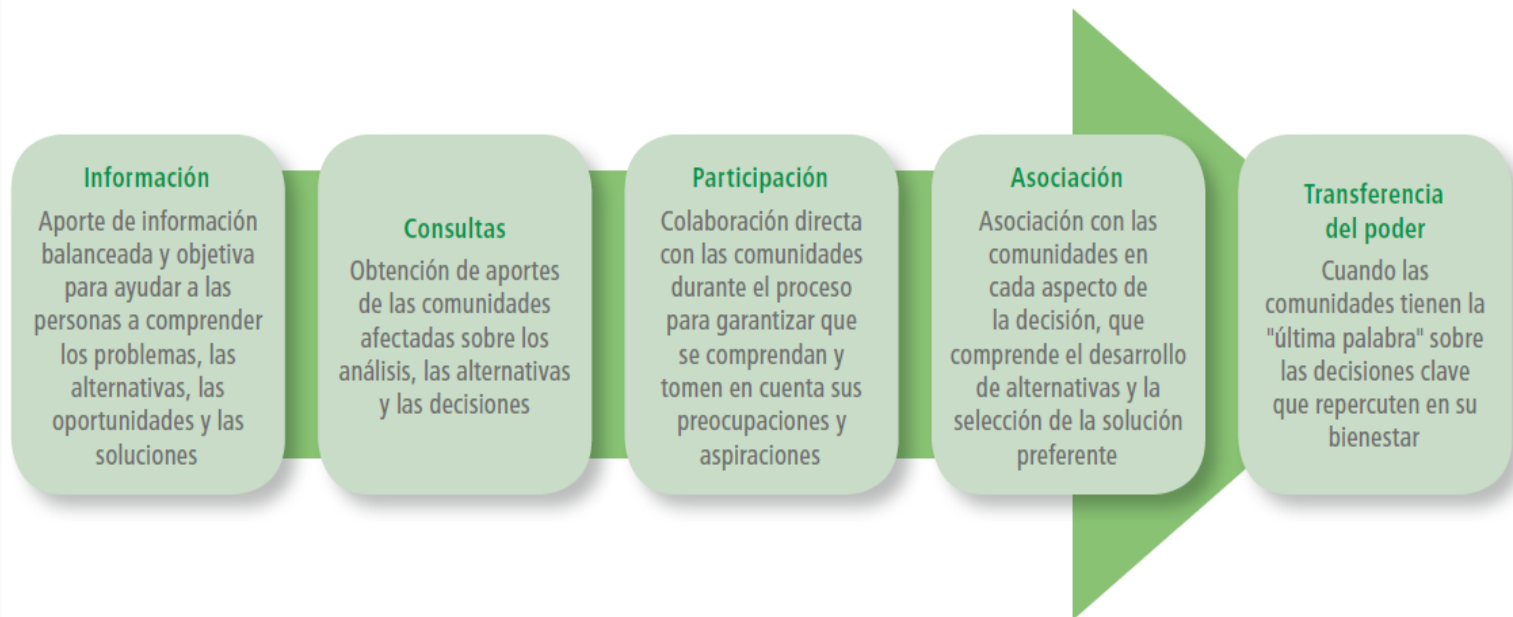 Información
Aporte de información
balanceada y objetiva
para ayudar a las
personas a comprender
los problemas, las
alternativas, las
oportunidades y las
soluciones
Consultas
Obtención de aportes
de las comunidades
afectadas sobre los
análisis, las alternativas
y las decisiones
Participación
Colaboración directa
con las comunidades
durante el proceso
para garantizar que
se comprendan y
tomen en cuenta sus
preocupaciones y
aspiraciones
Asociación
Asociación con las
comunidades en
cada aspecto de
la decisión, que
comprende el desarrollo
de alternativas y la
selección de la solución
preferente
Transferencia
del poder
Cuando las
comunidades tienen la
"última palabra" sobre
las decisiones clave
que repercuten en su
bienestar